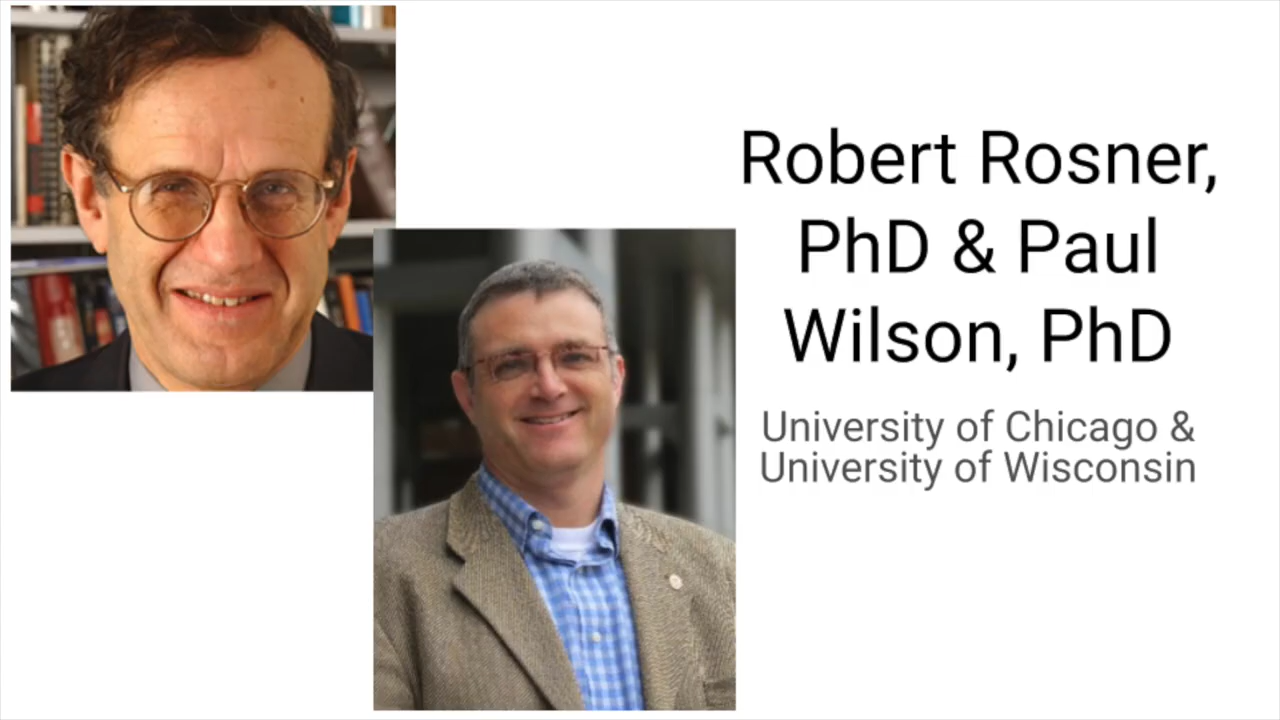 Robert Rosner,
PhD & Paul
Wilson, PhD
University of Chicago &
University of Wisconsin